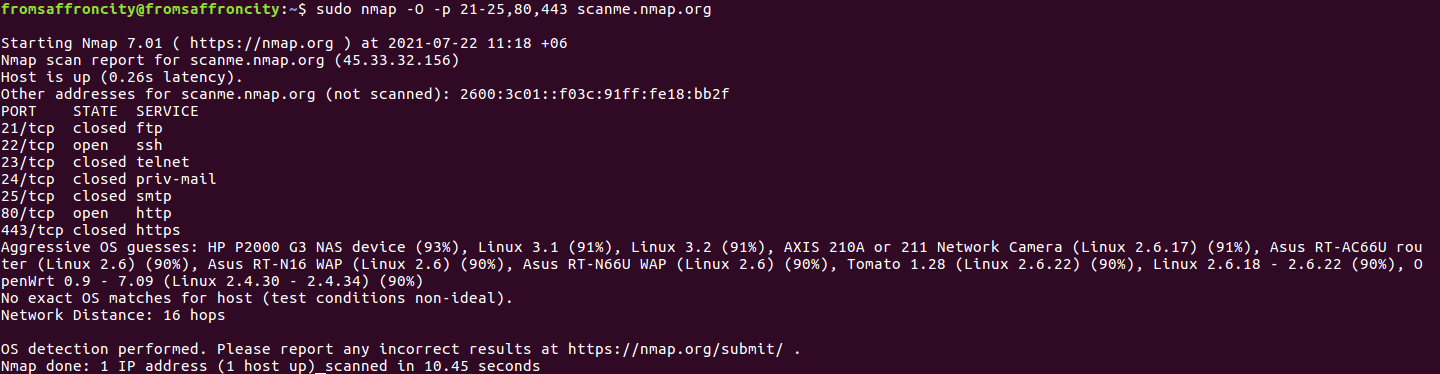 fromsaffroncity@fromsaffroncity:~$ sudo nmap -O -p 21-25,80,443 scanme.nmap.org
Starting Nmap 7.01 ( https://nmap.org ) at 2021-07-22 11:18 +06
Nmap scan report for scanme.nmap.org (45.33.32.156)
Host is up (0.26s latency).
Other addresses for scanme.nmap.org (not scanned): 2600:3c01::f03c:91ff:fe18:bb2f
PORT    STATE  SERVICE
21/tcp  closed ftp
22/tcp  open   ssh
23/tcp  closed telnet
24/tcp  closed priv-mail
25/tcp  closed smtp
80/tcp  open   http
443/tcp closed https
Aggressive OS guesses: HP P2000 G3 NAS device (93%), Linux 3.1 (91%), Linux 3.2 (91%), AXIS 210A or 211 Network Camera (Linux 2.6.17) (91%), Asus RT-AC66U rou
ter (Linux 2.6) (90%), Asus RT-N16 WAP (Linux 2.6) (90%), Asus RT-N66U WAP (Linux 2.6) (90%), Tomato 1.28 (Linux 2.6.22) (90%), Linux 2.6.18 - 2.6.22 (90%), O
penWrt 0.9 - 7.09 (Linux 2.4.30 - 2.4.34) (90%)
No exact OS matches for host (test conditions non-ideal).
Network Distance: 16 hops
OS detection performed. Please report any incorrect results at https://nmap.org/submit/ .
Nmap done: 1 IP address (1 host up) scanned in 10.45 seconds